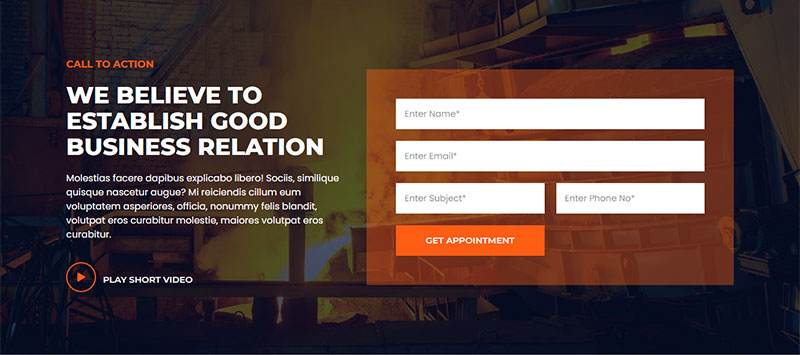 CALL TO ACTION
WE BELIEVE TO
ESTABLISH GOOD
BUSINESS RELATION
Molestias facere dapibus explicabo libero! Sociis, similique
quisque nascetur augue? Mi reiciendis cillum eum
voluptatem asperiores, officia, nonummy felis blandit,
volutpat eros curabitur molestie, maiores volutpat eros
curabitur.
PLAY SHORT VIDEO
Enter Name*
Enter Email*
Enter Subject*
Enter Phone No*
GET APPOINTMENT